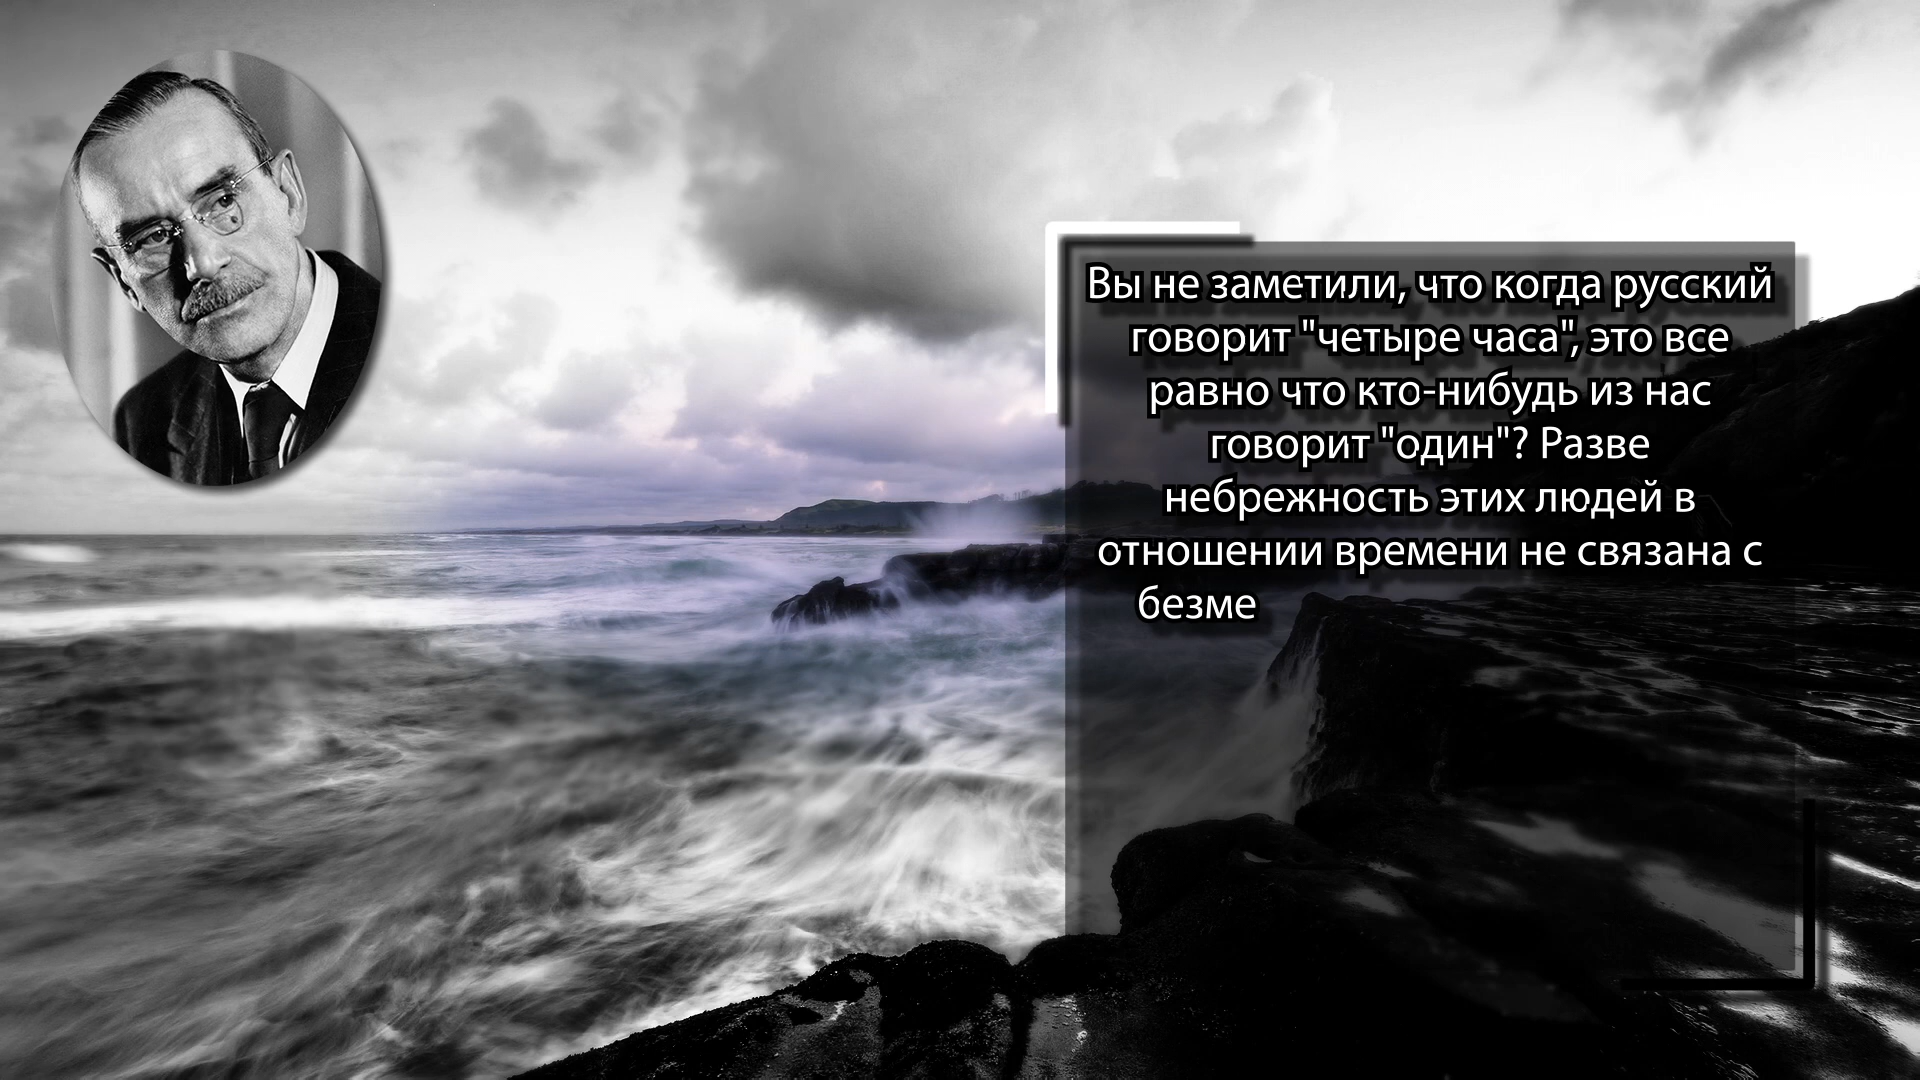 Вы не заметили, что когда русский
говорит "четыре часа", это все
равно что кто-нибудь из нас
говорит "один"? Разве
небрежность этих людей в
отношении времени не связана с
безме